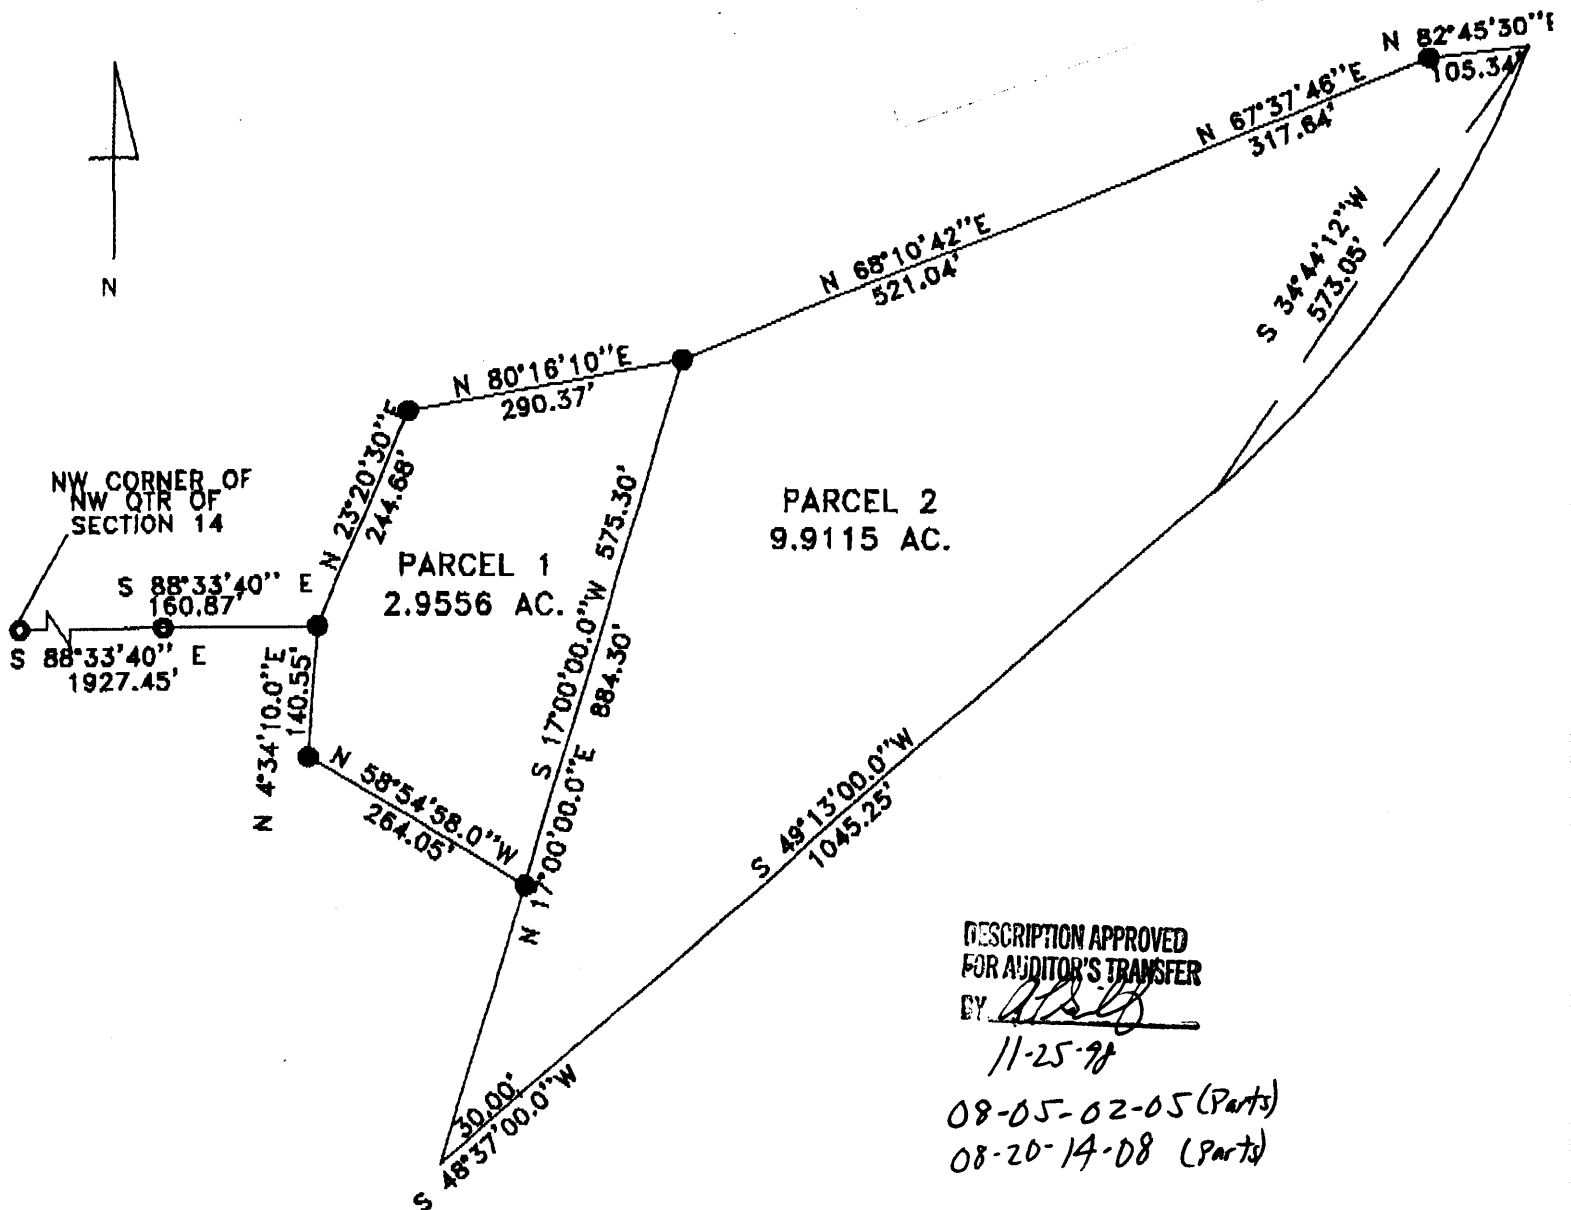 N 82°45'30"E
105.34'
N 67°37'46"E
317.64'
N 68°10'42"E
521.04'
S 34°44'12"W
573.05'
N
N 80°16'10"E
290.37'
N 23°20'30"E
244.68'
NW CORNER OF
NW QTR OF
SECTION 14
PARCEL 1
2.9556 AC.
PARCEL 2
9.9115 AC.
S 88°33'40" E
160.87'
S 88°33'40" E
1927.45'
N 4°34'10.0"E
140.55'
S 17°00'00.0"W 575.30'
N 17°00'00.0"E 884.30'
N 58°54'58.0"W
264.05'
S 49°13'00.0"W
1045.25'
30.00'
S 48°37'00.0"W
DESCRIPTION APPROVED
FOR AUDITOR'S TRANSFER
BY
11-25-98
08-05-02-05 (Parts)
08-20-14-08 (Parts)